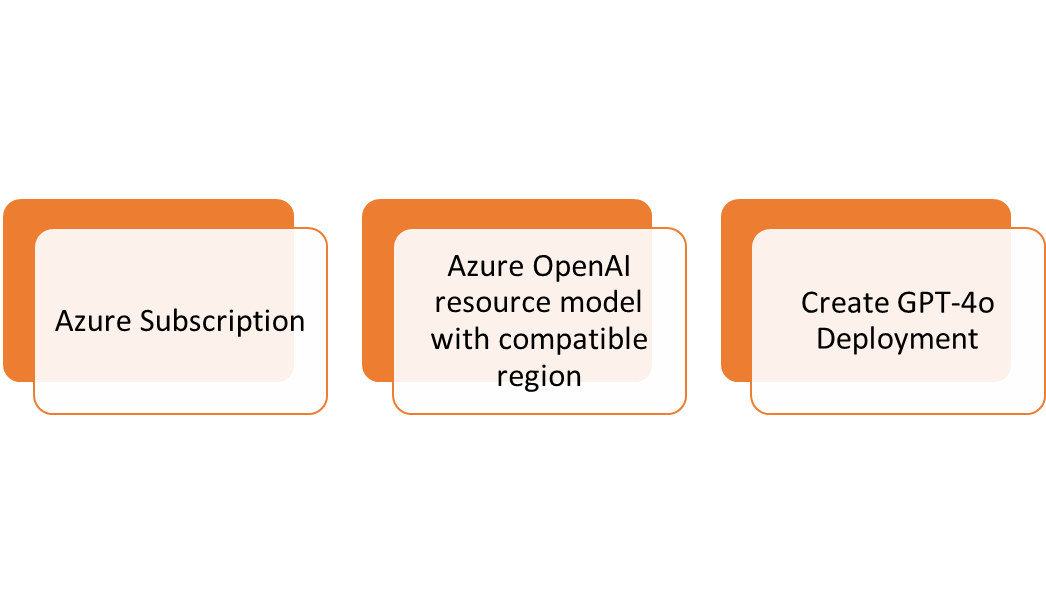 Azure Subscription
Azure OpenAI
resource model
with compatible
region
Create GPT-4o
Deployment